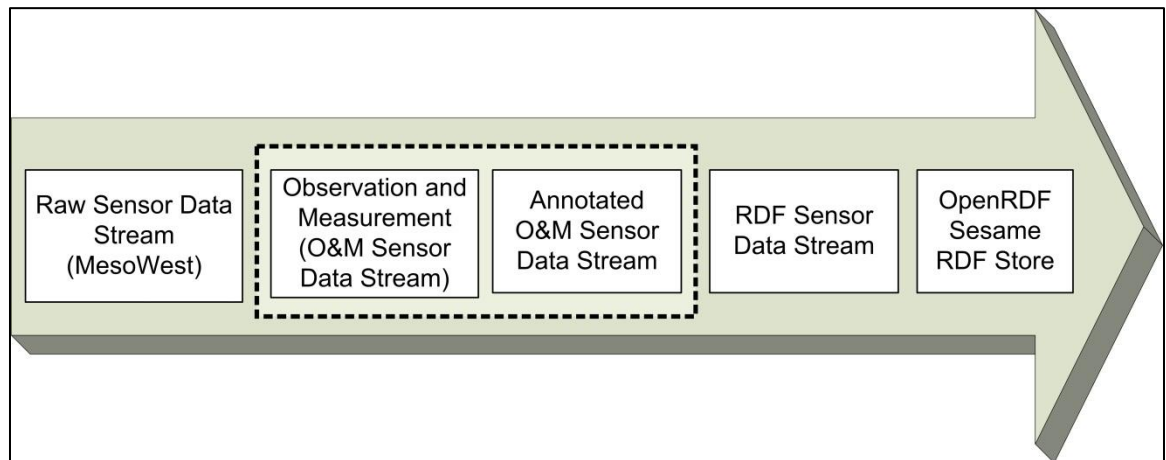 Raw Sensor Data
Stream
(MesoWest)
Observation and
Measurement
(O&M Sensor
Data Stream)
Annotated
O&M Sensor
Data Stream
RDF Sensor
Data Stream
OpenRDF
Sesame
RDF Store